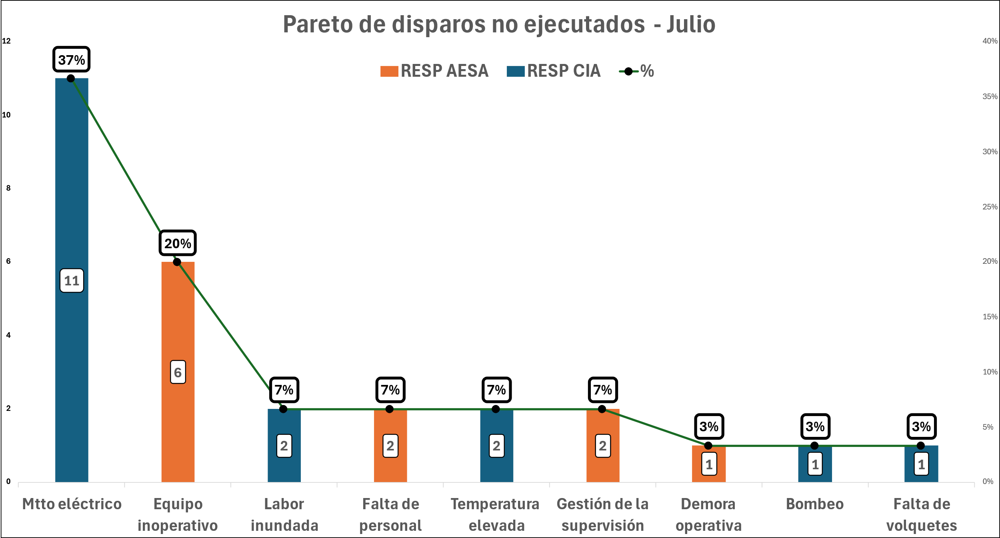 Pareto de disparos no ejecutados - Julio
RESP AESA RESP CIA %
12
10
8
6
4
2
0
40%
35%
30%
25%
20%
15%
10%
5%
0%
37%
20%
7%
7%
7%
7%
3%
3%
3%
11
6
2
2
2
2
1
1
1
Mtto eléctrico
Equipo
inoperativo
Labor
inundada
Falta de
personal
Temperatura
elevada
Gestión de la
supervisión
Demora
operativa
Bombeo
Falta de
volquetes